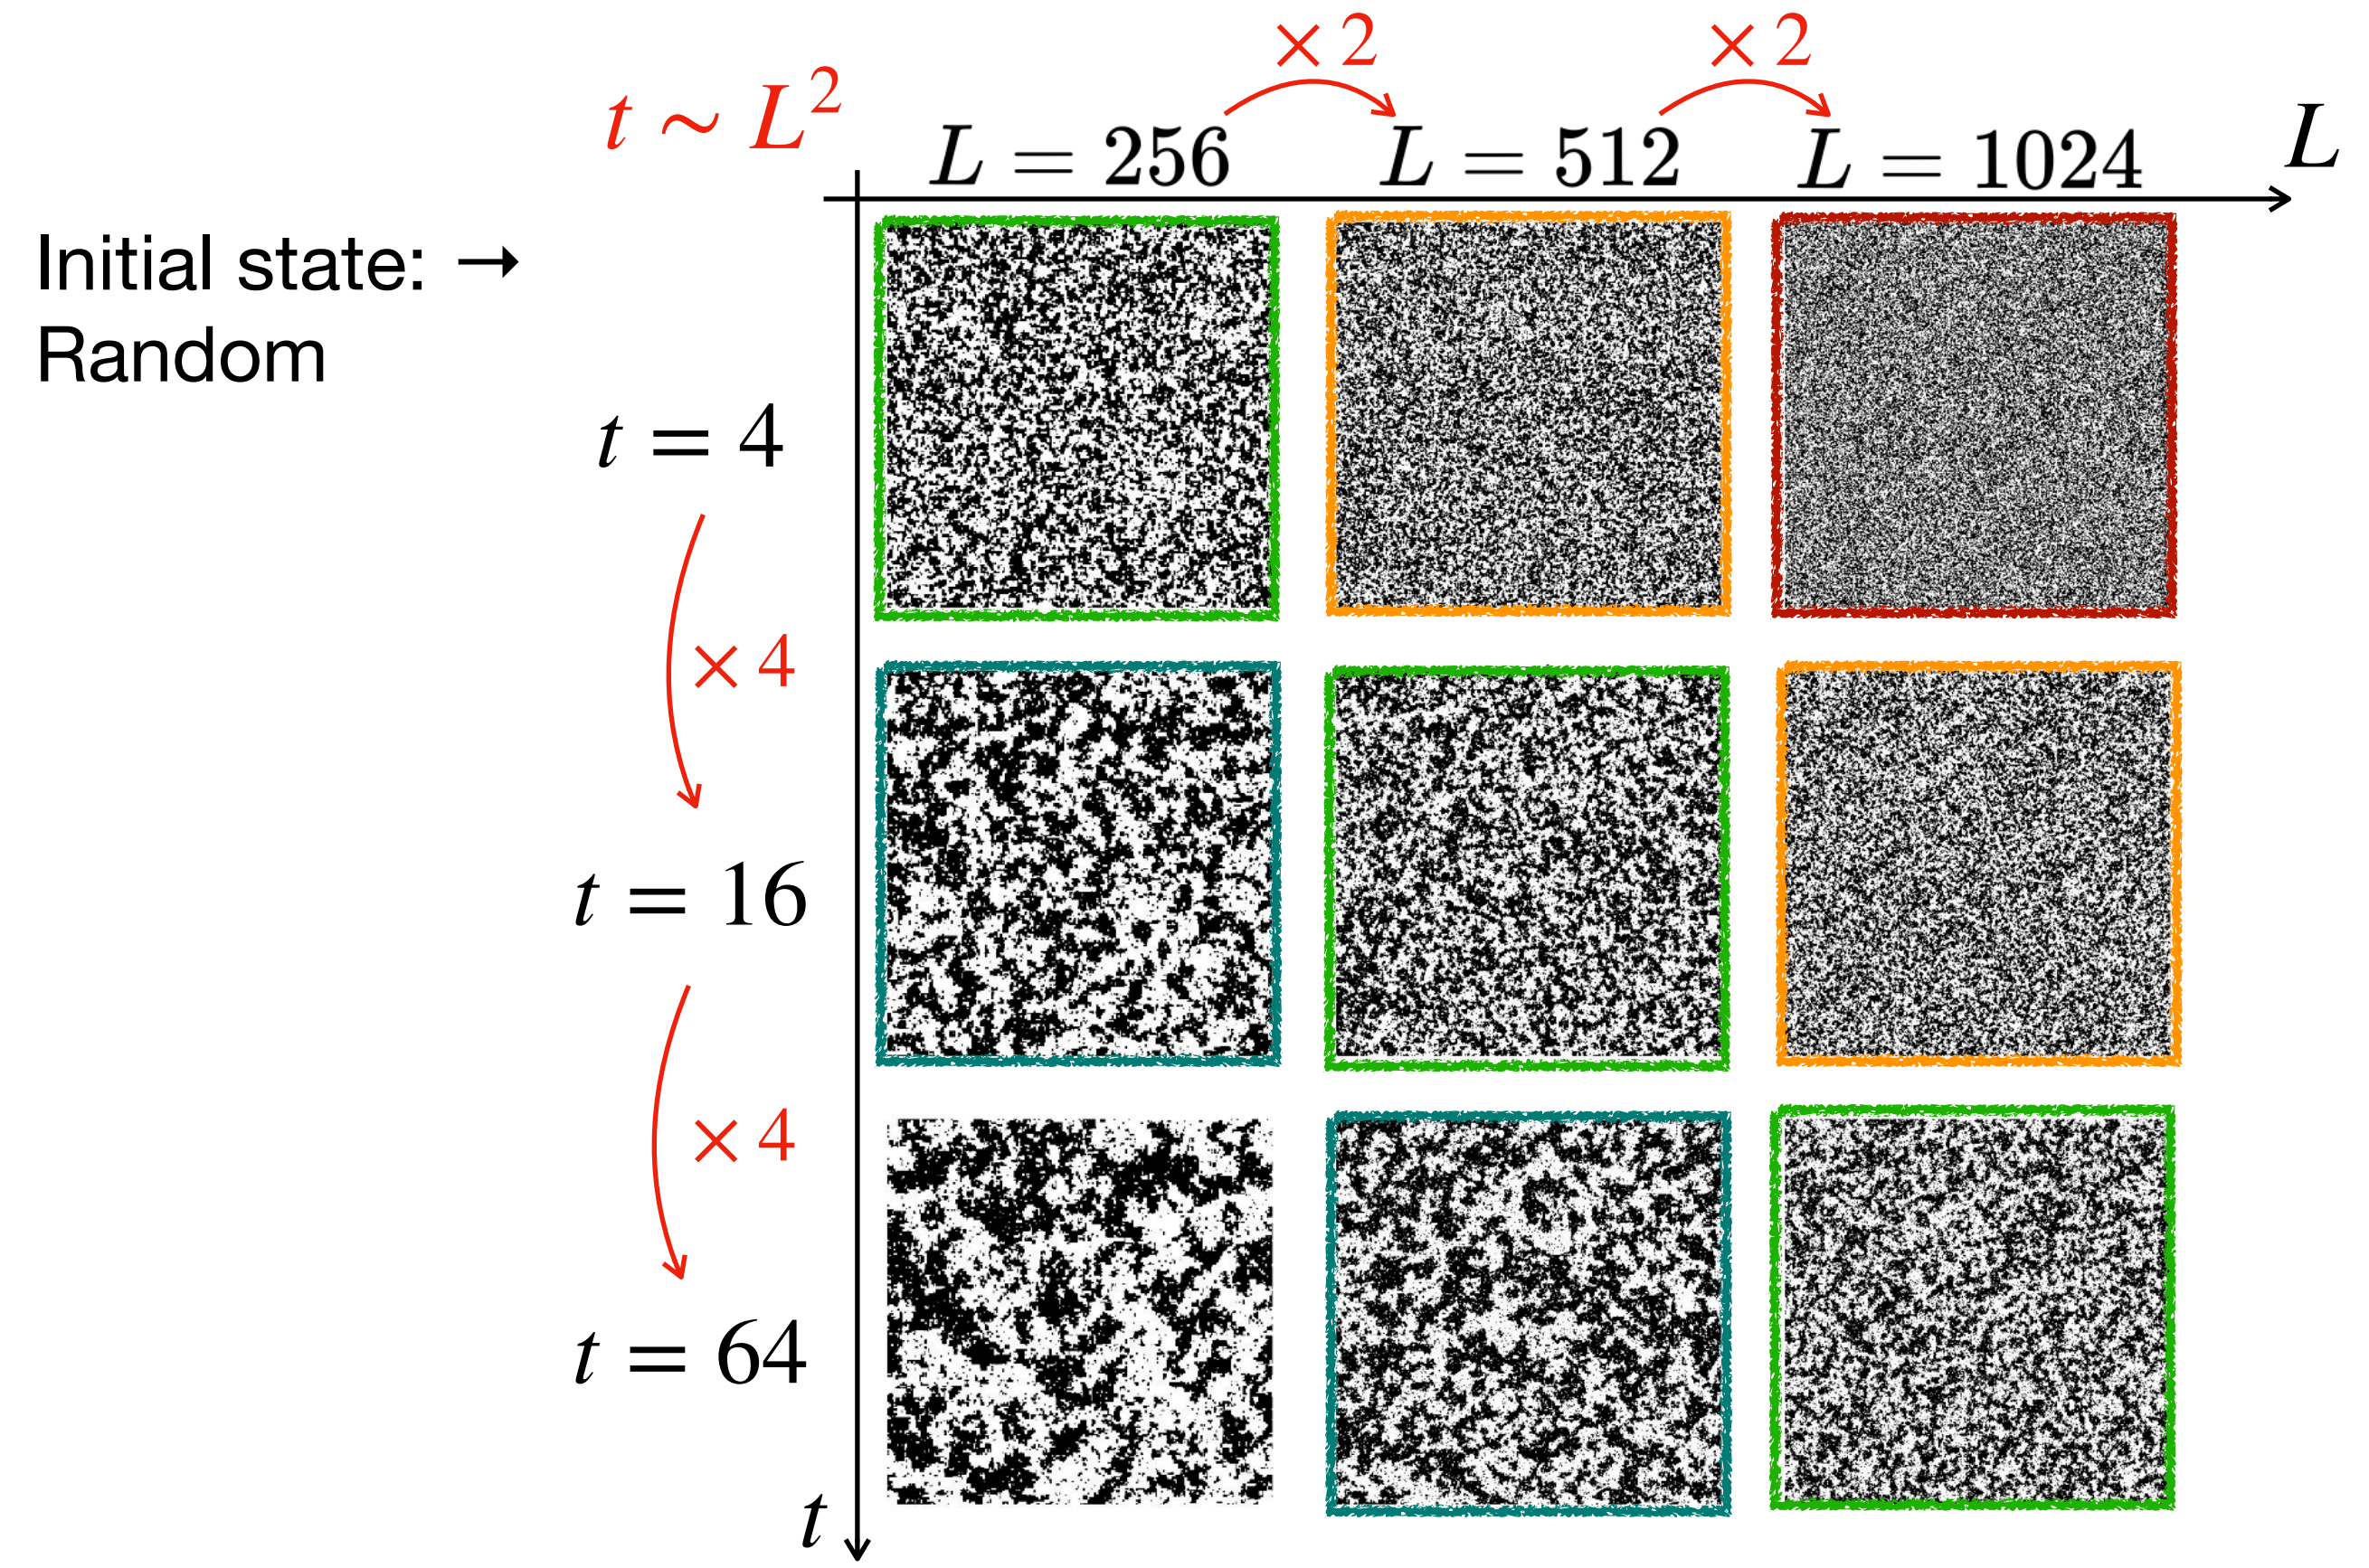 × 2
× 2
t ∼ L²
L = 256
L = 512
L = 1024
L
Initial state: →
Random
t = 4
× 4
t = 16
× 4
t = 64
t